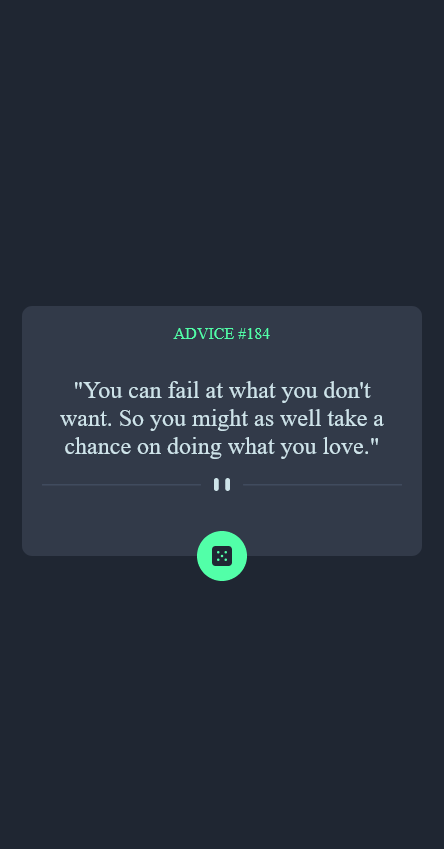 ADVICE #184
"You can fail at what you don't
want. So you might as well take a
chance on doing what you love."